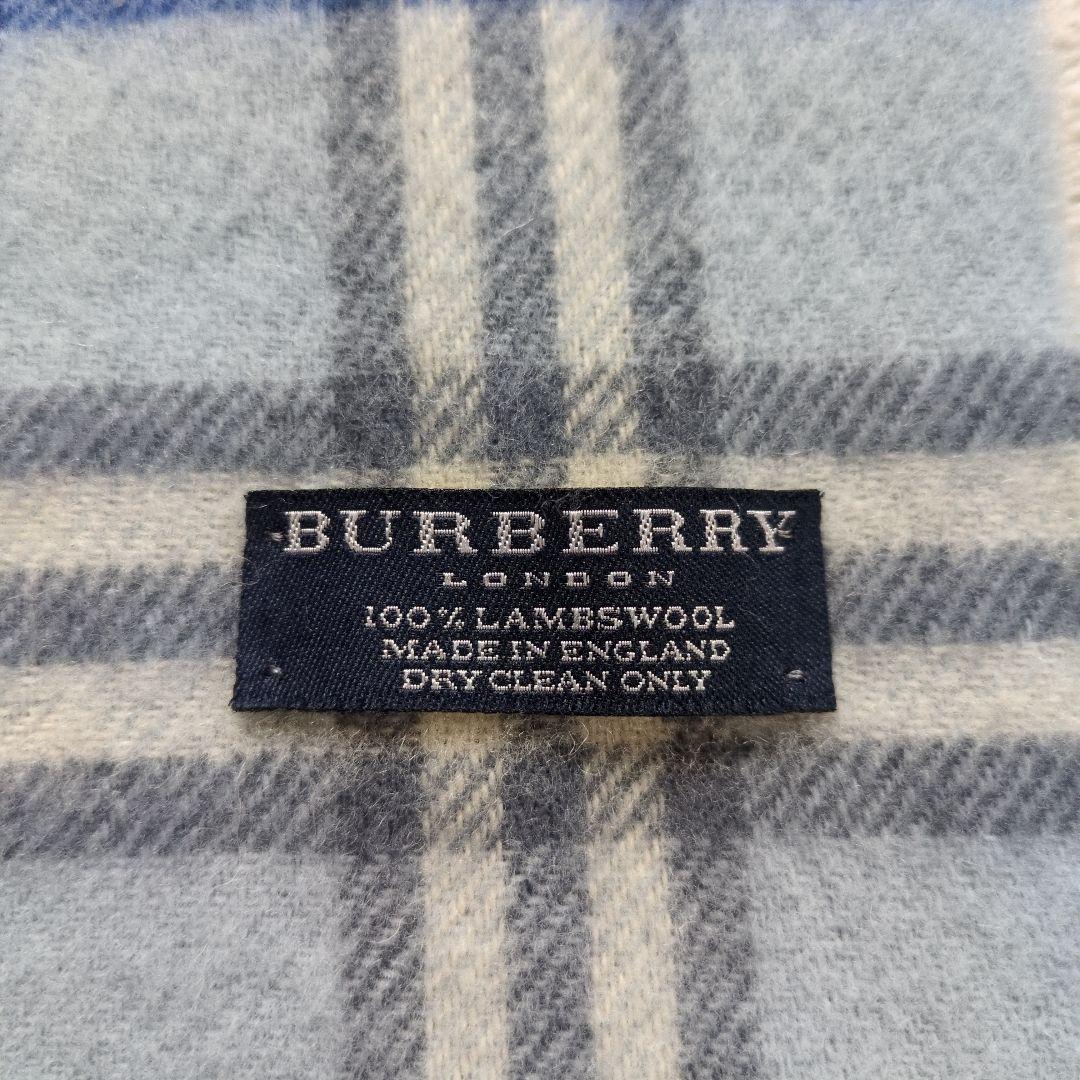 BURBERRY
LONDON
100% LAMBSWOOL
MADE IN ENGLAND
DRY CLEAN ONLY